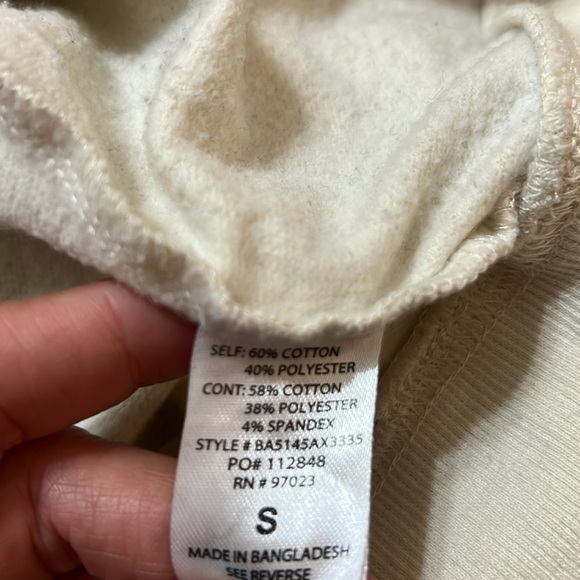 SELF: 60% COTTON
40% POLYESTER
CONT: 58% COTTON
38% POLYESTER
4% SPANDEX
STYLE # BA5145AX3335
PO# 112848
RN # 97023
S
MADE IN BANGLADESH
SEE REVERSE